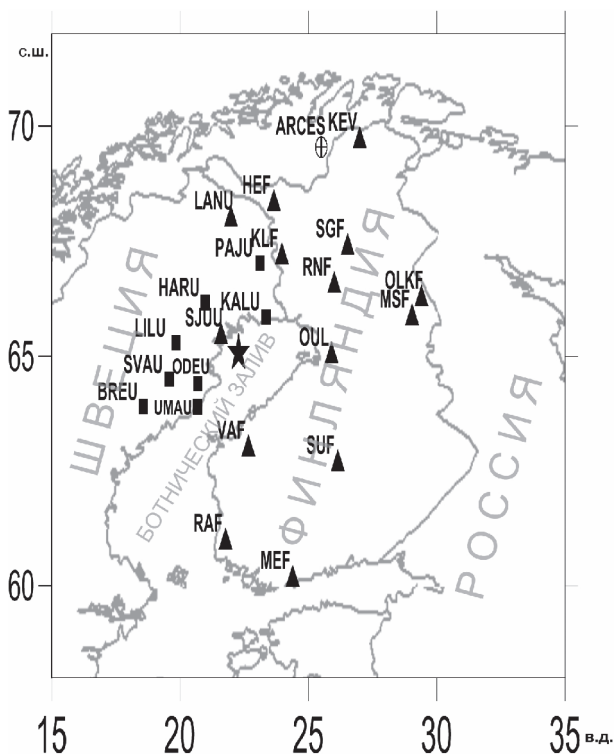 с.ш.
70
ARCES KEV
HEF
LANU
SGF
PAJU KLF
RNF
OLKF
HARU KALU
MSF
SJUU
LILU
OUL
65
SVAU ODEU
BREU UMAU
VAF
SUF
RAF
MEF
60
ШВЕЦИЯ
БОТНИЧЕСКИЙ ЗАЛИВ
ФИНЛЯНДИЯ
РОССИЯ
15 20 25 30 35 в.д.